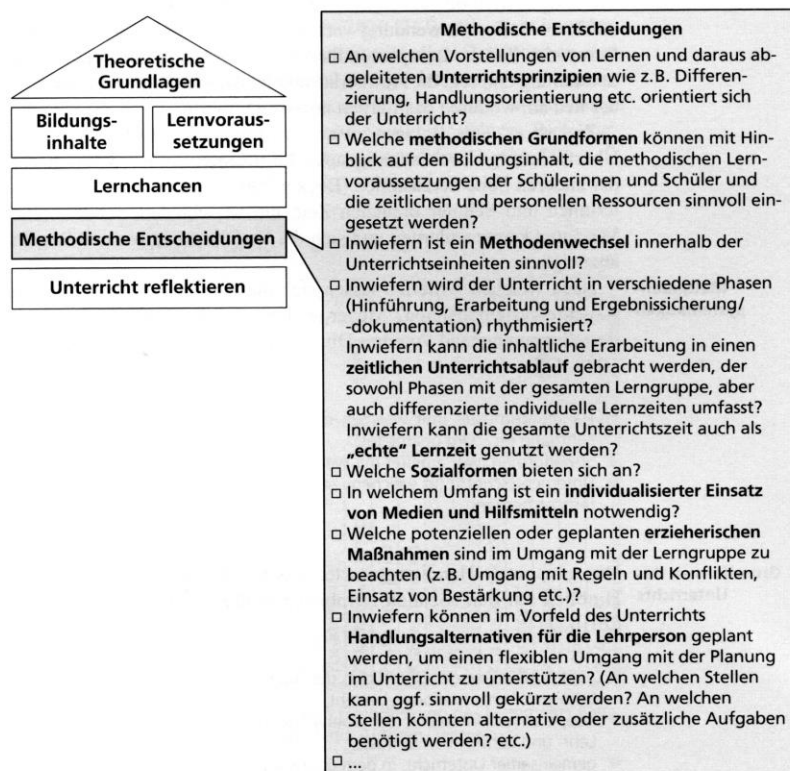 Theoretische
Grundlagen
Bildungs-
inhalte
Lernvoraus-
setzungen
Lernchancen
Methodische Entscheidungen
Unterricht reflektieren
Methodische Entscheidungen
□ An welchen Vorstellungen von Lernen und daraus ab-
geleiteten Unterrichtsprinzipien wie z.B. Differen-
zierung, Handlungsorientierung etc. orientiert sich
der Unterricht?
□ Welche methodischen Grundformen können mit Hin-
blick auf den Bildungsinhalt, die methodischen Lern-
voraussetzungen der Schülerinnen und Schüler und
die zeitlichen und personellen Ressourcen sinnvoll ein-
gesetzt werden?
□ Inwiefern ist ein Methodenwechsel innerhalb der
Unterrichtseinheiten sinnvoll?
□ Inwiefern wird der Unterricht in verschiedene Phasen
(Hinführung, Erarbeitung und Ergebnissicherung/
-dokumentation) rhythmisiert?
Inwiefern kann die inhaltliche Erarbeitung in einen
zeitlichen Unterrichtsablauf gebracht werden, der
sowohl Phasen mit der gesamten Lerngruppe, aber
auch differenzierte individuelle Lernzeiten umfasst?
Inwiefern kann die gesamte Unterrichtszeit auch als
„echte“ Lernzeit genutzt werden?
□ Welche Sozialformen bieten sich an?
□ In welchem Umfang ist ein individualisierter Einsatz
von Medien und Hilfsmitteln notwendig?
□ Welche potenziellen oder geplanten erzieherischen
Maßnahmen sind im Umgang mit der Lerngruppe zu
beachten (z.B. Umgang mit Regeln und Konflikten,
Einsatz von Bestärkung etc.)?
□ Inwiefern können im Vorfeld des Unterrichts
Handlungsalternativen für die Lehrperson geplant
werden, um einen flexiblen Umgang mit der Planung
im Unterricht zu unterstützen? (An welchen Stellen
kann ggf. sinnvoll gekürzt werden? An welchen
Stellen könnten alternative oder zusätzliche Aufgaben
benötigt werden? etc.)
□ ...